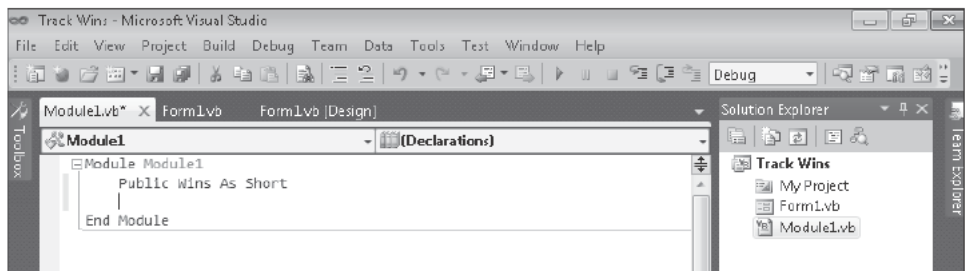 Track Wins - Microsoft Visual Studio
File Edit View Project Build Debug Team Data Tools Test Window Help
Debug
Module1.vb* Form1.vb Form1.vb [Design]
Solution Explorer
Toolbox
Module1 (Declarations)
Module Module1
Public Wins As Short
End Module
Track Wins
My Project
Form1.vb
Module1.vb
Team Explorer